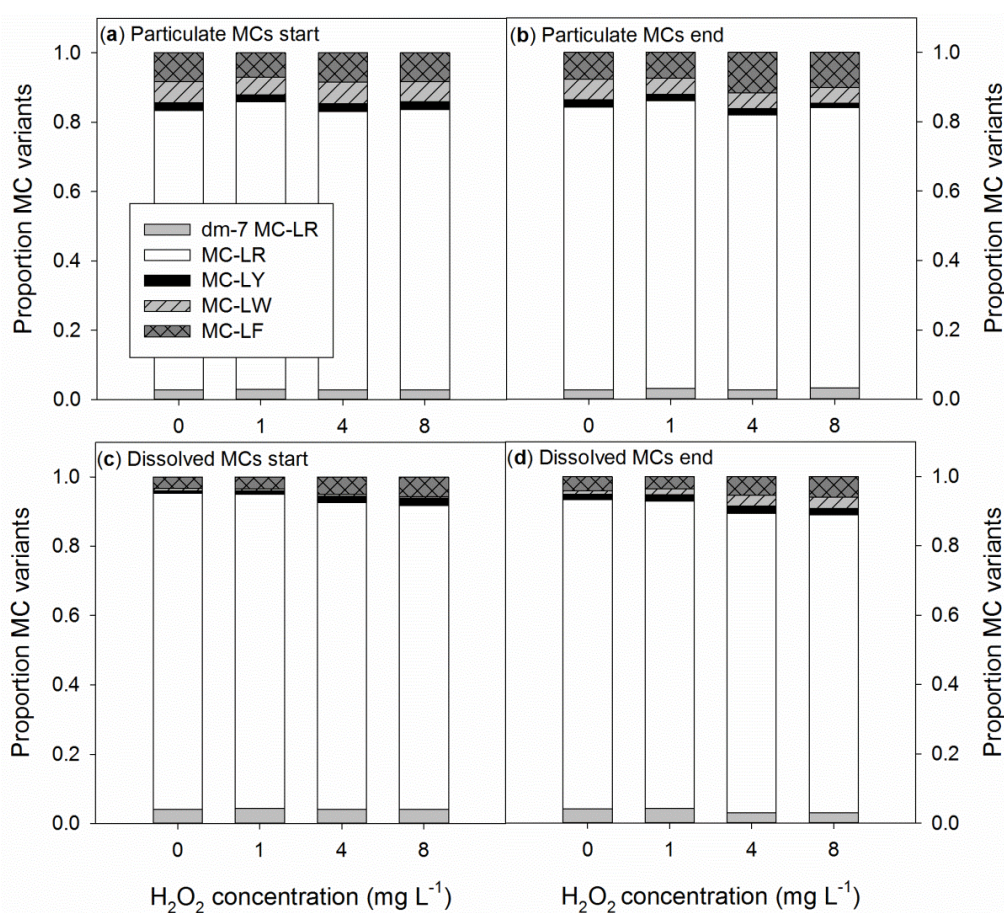 (a) Particulate MCs start
(b) Particulate MCs end
1.0
0.8
0.6
0.4
0.2
0.0
Proportion MC variants
dm-7 MC-LR
MC-LR
MC-LY
MC-LW
MC-LF
0 1 4 8
0 1 4 8
1.0
0.8
0.6
0.4
0.2
0.0
Proportion MC variants
(c) Dissolved MCs start
(d) Dissolved MCs end
1.0
0.8
0.6
0.4
0.2
0.0
Proportion MC variants
0 1 4 8
0 1 4 8
1.0
0.8
0.6
0.4
0.2
0.0
Proportion MC variants
H₂O₂ concentration (mg L⁻¹)
H₂O₂ concentration (mg L⁻¹)